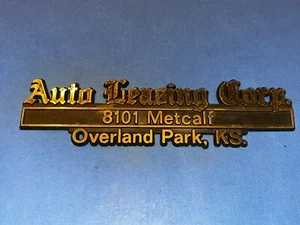 Auto Leasing Corp.
8101 Metcalf
Overland Park, KS.